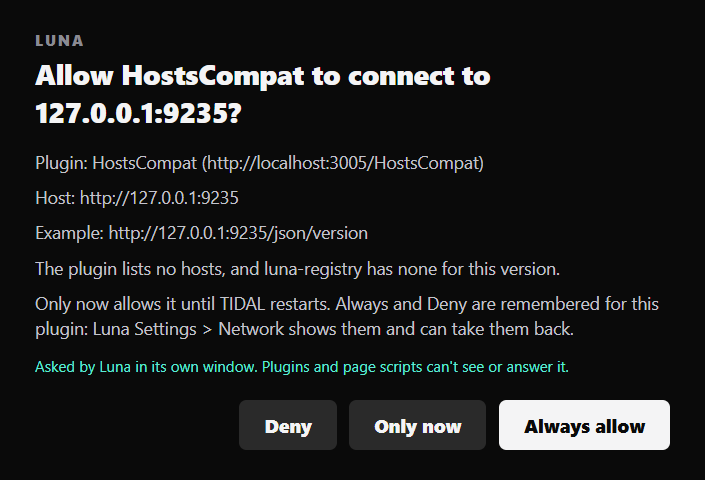 LUNA
Allow HostsCompat to connect to
127.0.0.1:9235?
Plugin: HostsCompat (http://localhost:3005/HostsCompat)
Host: http://127.0.0.1:9235
Example: http://127.0.0.1:9235/json/version
The plugin lists no hosts, and luna-registry has none for this version.
Only now allows it until TIDAL restarts. Always and Deny are remembered for this
plugin: Luna Settings > Network shows them and can take them back.
Asked by Luna in its own window. Plugins and page scripts can't see or answer it.
Deny Only now Always allow